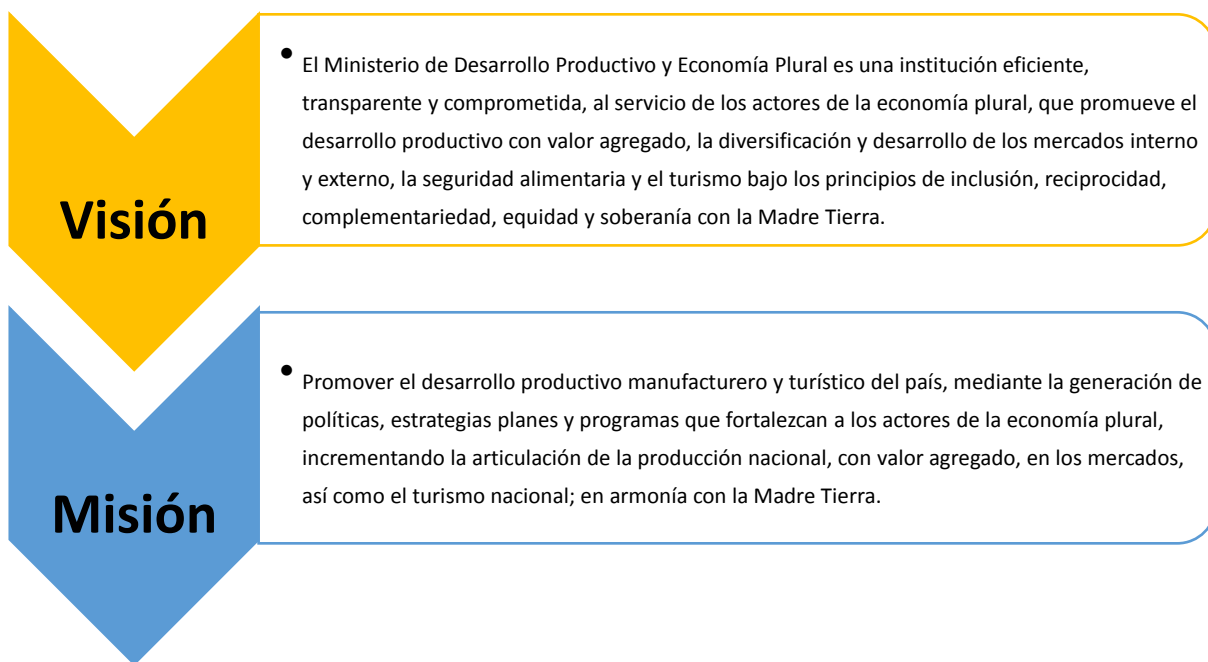 Visión
• El Ministerio de Desarrollo Productivo y Economía Plural es una institución eficiente,
transparente y comprometida, al servicio de los actores de la economía plural, que promueve el
desarrollo productivo con valor agregado, la diversificación y desarrollo de los mercados interno
y externo, la seguridad alimentaria y el turismo bajo los principios de inclusión, reciprocidad,
complementariedad, equidad y soberanía con la Madre Tierra.
Misión
• Promover el desarrollo productivo manufacturero y turístico del país, mediante la generación de
políticas, estrategias planes y programas que fortalezcan a los actores de la economía plural,
incrementando la articulación de la producción nacional, con valor agregado, en los mercados,
así como el turismo nacional; en armonía con la Madre Tierra.